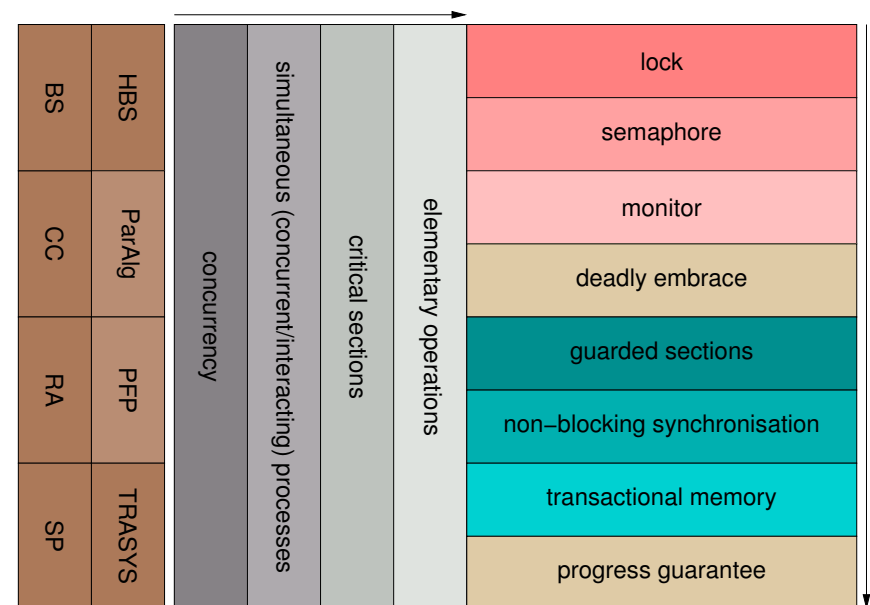 BS
HBS
CC
ParAlg
RA
PFP
SP
TRASYS
concurrency
simultaneous (concurrent/interacting) processes
critical sections
elementary operations
lock
semaphore
monitor
deadly embrace
guarded sections
non−blocking synchronisation
transactional memory
progress guarantee